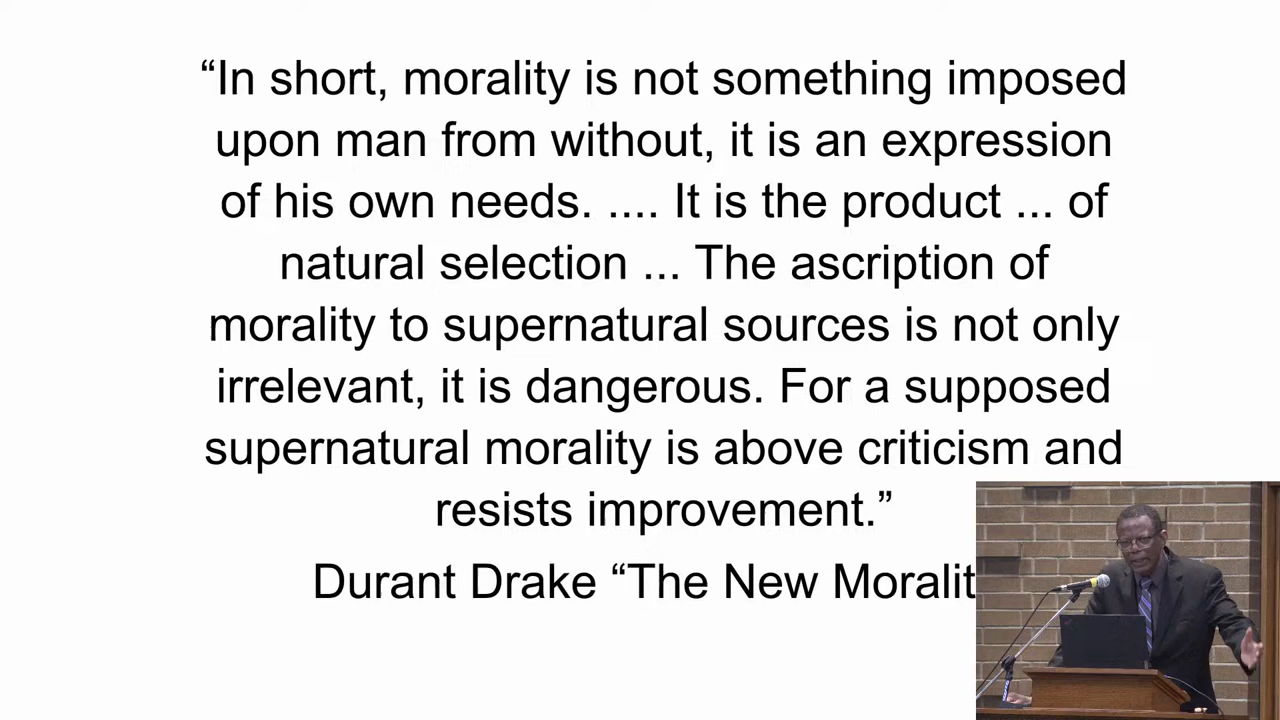 “In short, morality is not something imposed
upon man from without, it is an expression
of his own needs. .... It is the product ... of
natural selection ... The ascription of
morality to supernatural sources is not only
irrelevant, it is dangerous. For a supposed
supernatural morality is above criticism and
resists improvement.”
Durant Drake “The New Moralit